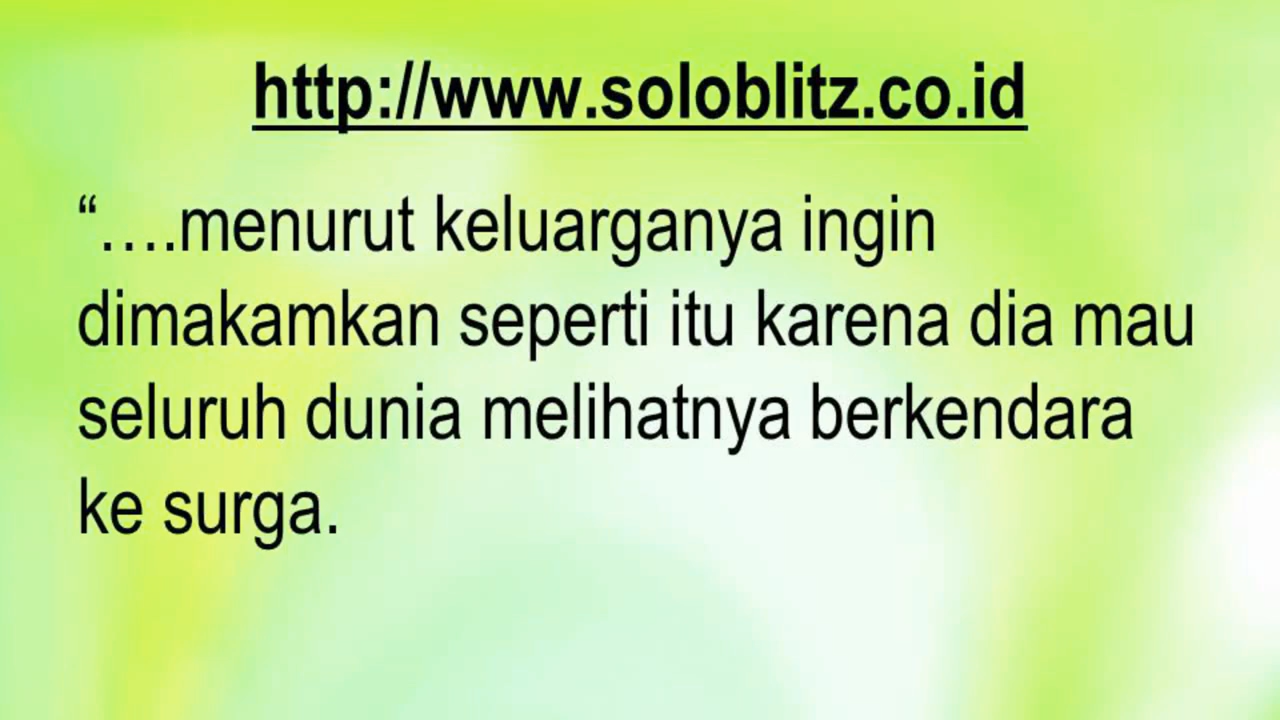 http://www.soloblitz.co.id
“….menurut keluarganya ingin
dimakamkan seperti itu karena dia mau
seluruh dunia melihatnya berkendara
ke surga.